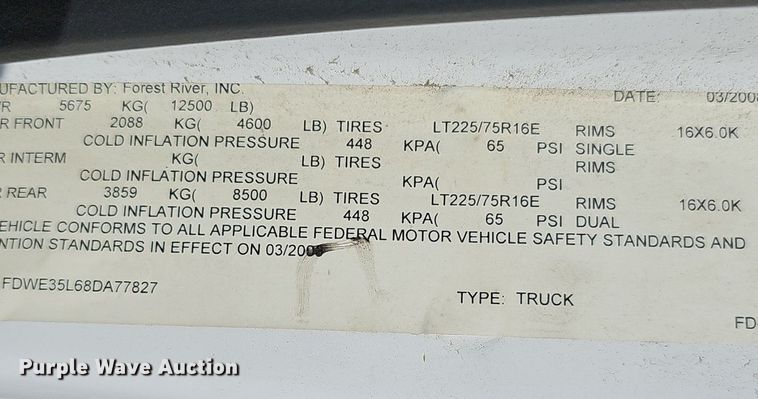 UFACTURED BY: Forest River, INC. DATE: 03/2008
VR 5675 KG( 12500 LB)
R FRONT 2088 KG( 4600 LB) TIRES LT225/75R16E RIMS 16X6.0K
COLD INFLATION PRESSURE 448 KPA( 65 PSI SINGLE
R INTERM KG( LB) TIRES RIMS
COLD INFLATION PRESSURE KPA( PSI
R REAR 3859 KG( 8500 LB) TIRES LT225/75R16E RIMS 16X6.0K
COLD INFLATION PRESSURE 448 KPA( 65 PSI DUAL
EHICLE CONFORMS TO ALL APPLICABLE FEDERAL MOTOR VEHICLE SAFETY STANDARDS AND
NTION STANDARDS IN EFFECT ON 03/2008
FDWE35L68DA77827 TYPE: TRUCK
FD
Purple Wave Auction